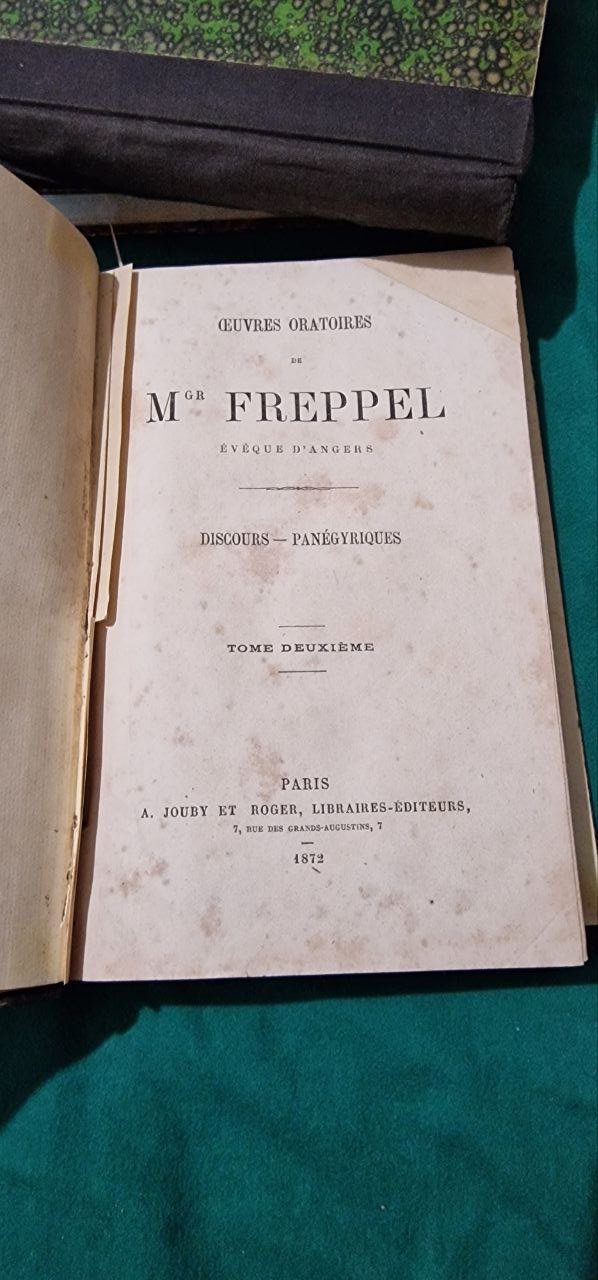 ŒUVRES ORATOIRES
DE
MGR FREPPEL
ÉVÊQUE D'ANGERS
DISCOURS — PANÉGYRIQUES
TOME DEUXIÈME
PARIS
A. JOUBY ET ROGER, LIBRAIRES-ÉDITEURS,
7, RUE DES GRANDS-AUGUSTINS, 7
1872